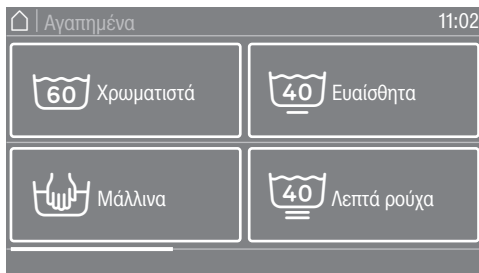 Αγαπημένα 11:02
60 Χρωματιστά
40 Ευαίσθητα
Μάλλινα
40 Λεπτά ρούχα